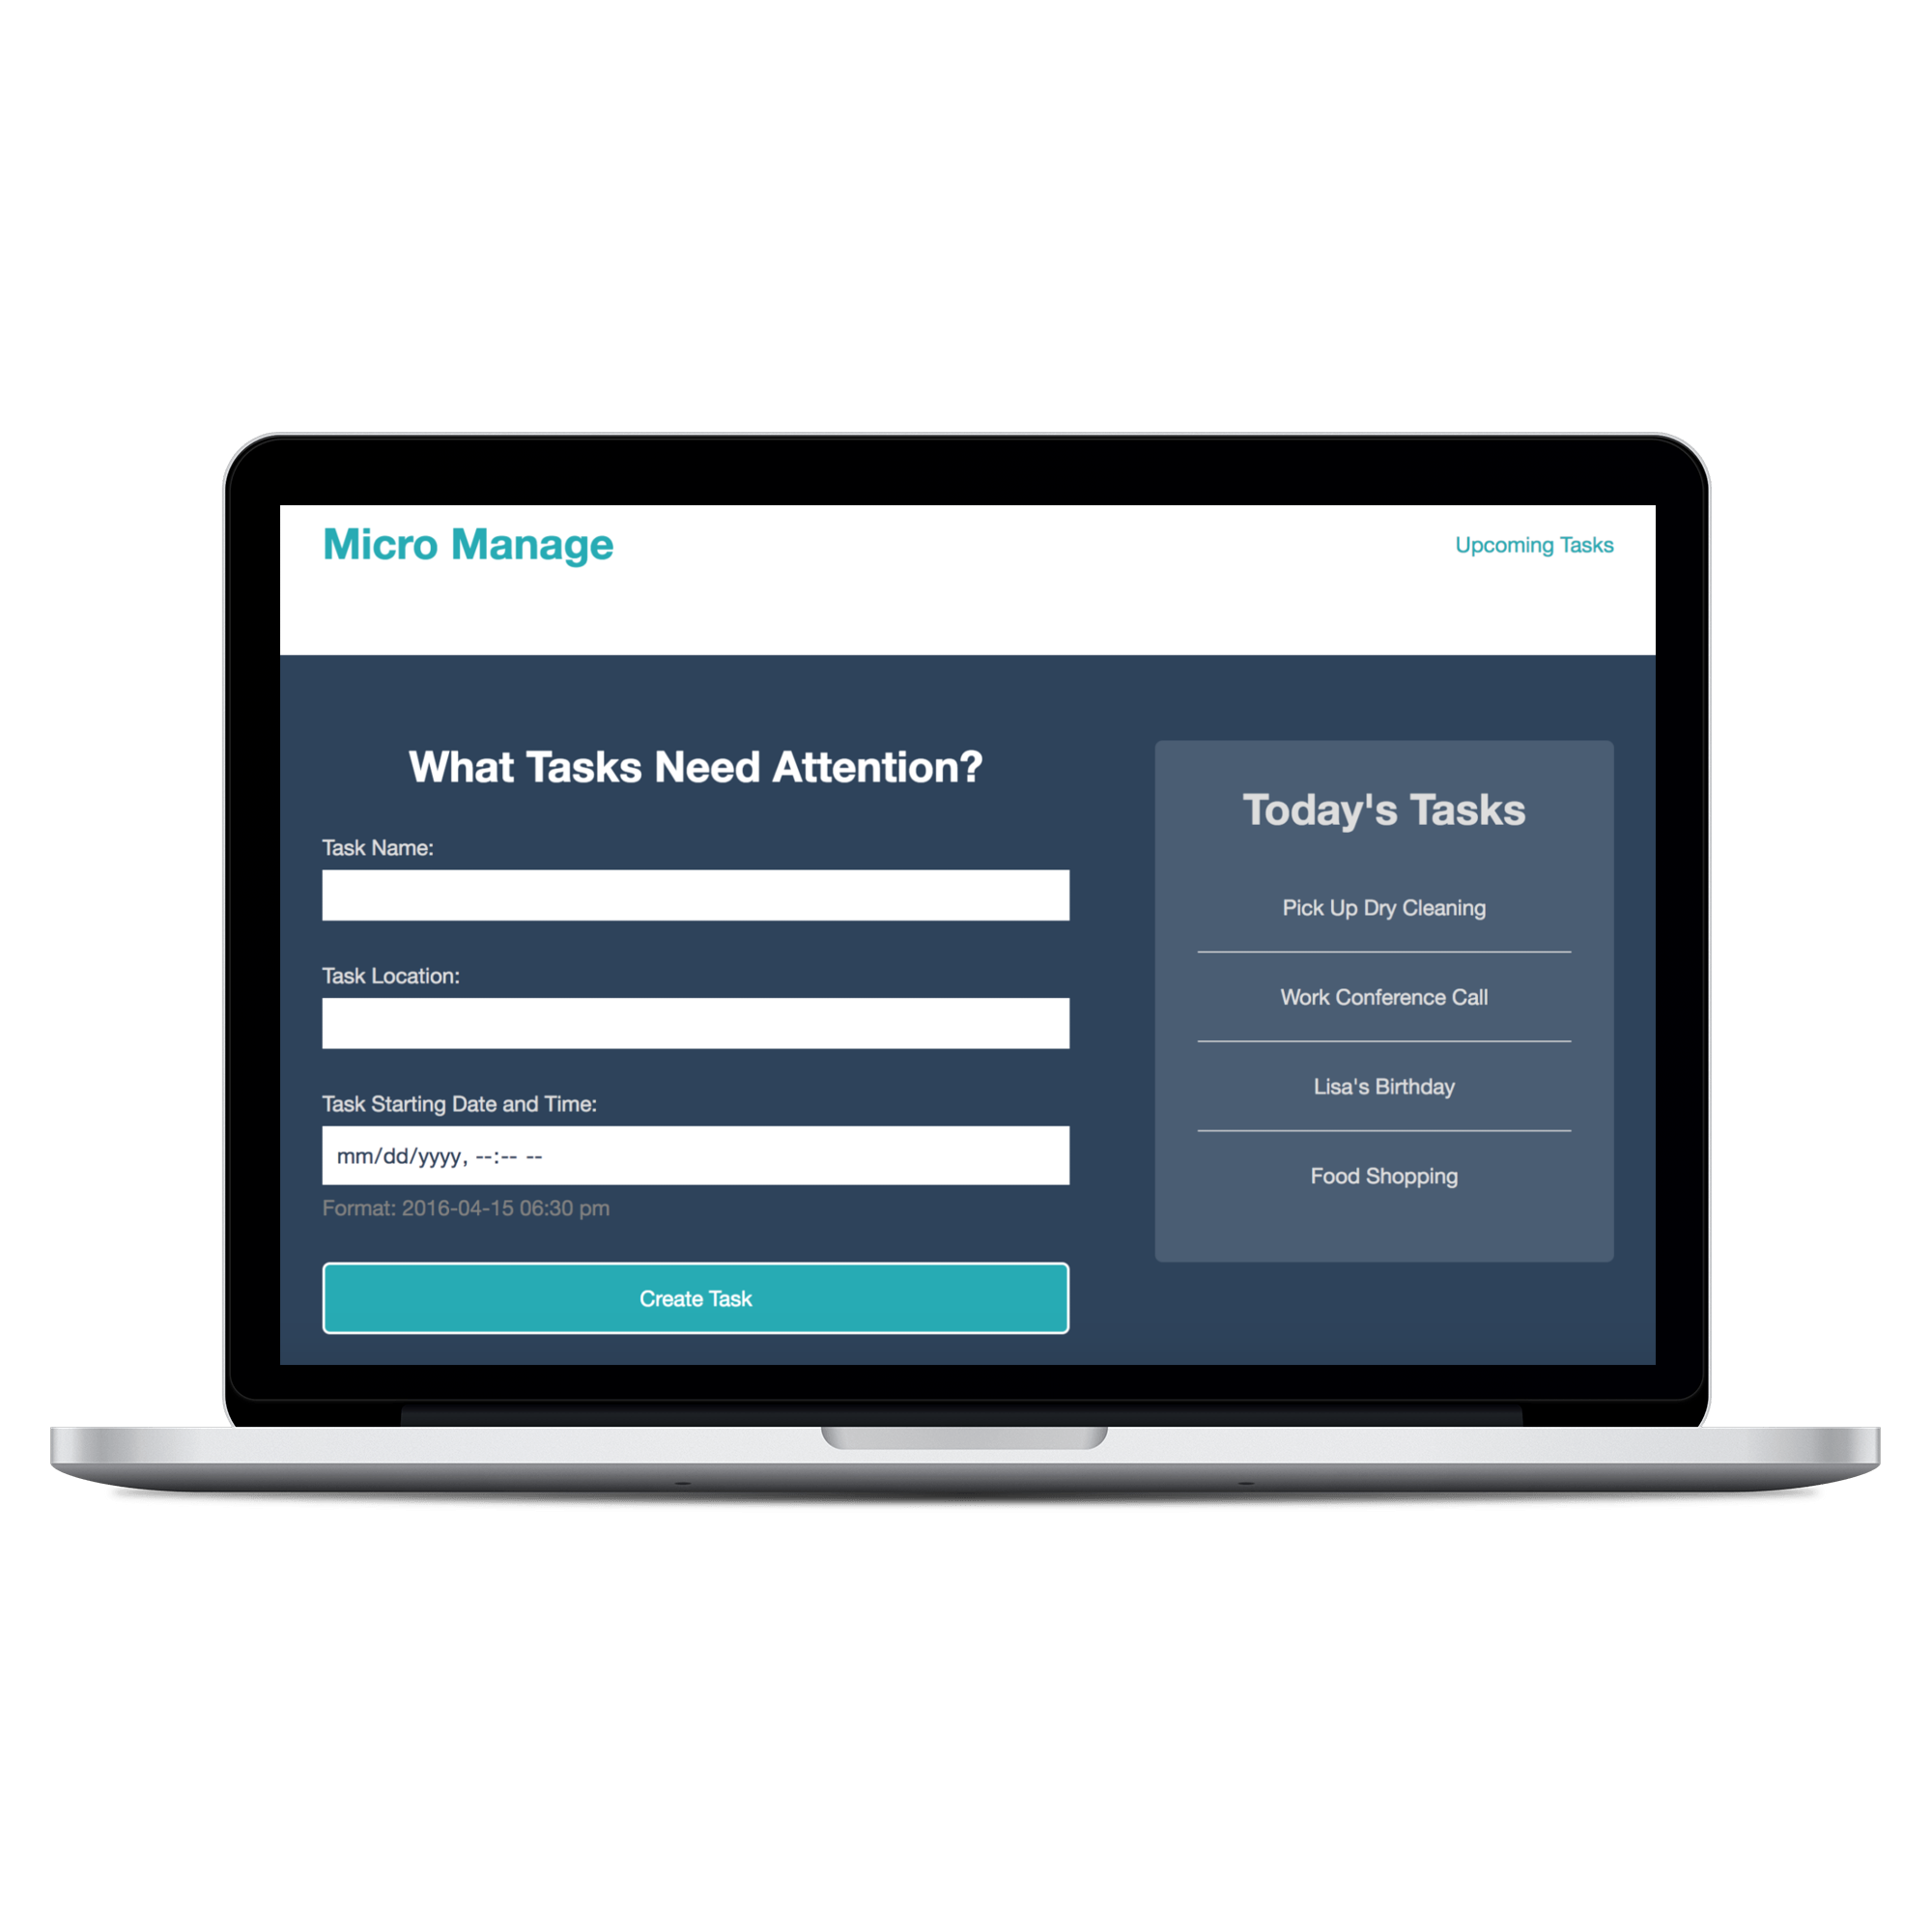 Micro Manage
Upcoming Tasks
What Tasks Need Attention?
Task Name:
Task Location:
Task Starting Date and Time:
mm/dd/yyyy, --:-- --
Format: 2016-04-15 06:30 pm
Create Task
Today's Tasks
Pick Up Dry Cleaning
Work Conference Call
Lisa's Birthday
Food Shopping